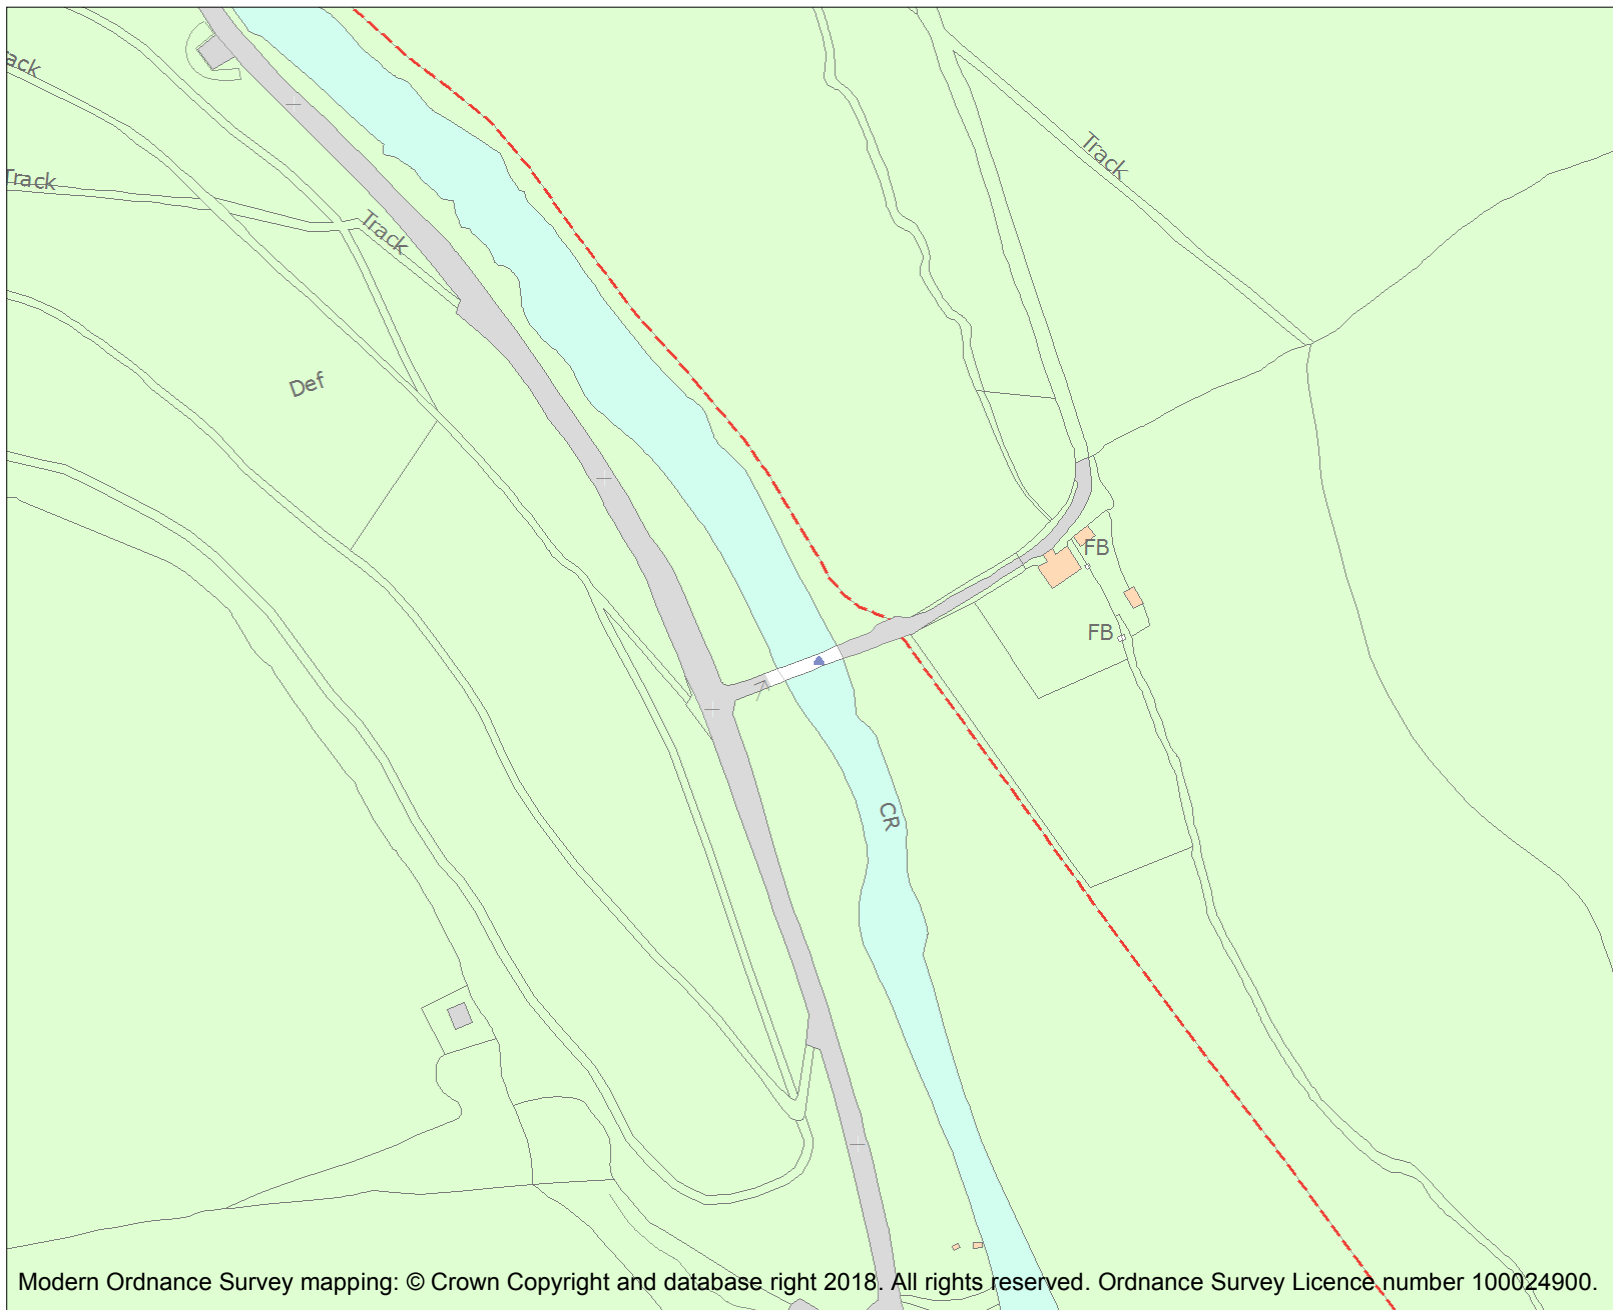 ack
Track
Track
Track
Def
FB
FB
CR
Modern Ordnance Survey mapping: © Crown Copyright and database right 2018. All rights reserved. Ordnance Survey Licence number 100024900.